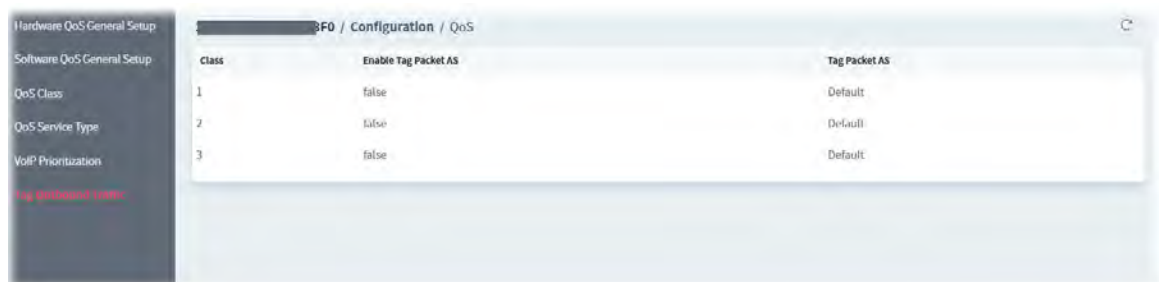 Hardware QoS General Setup
Software QoS General Setup
QoS Class
QoS Service Type
VoIP Prioritization
3F0 / Configuration / QoS
Class Enable Tag Packet AS Tag Packet AS
1 false Default
2 false Default
3 false Default